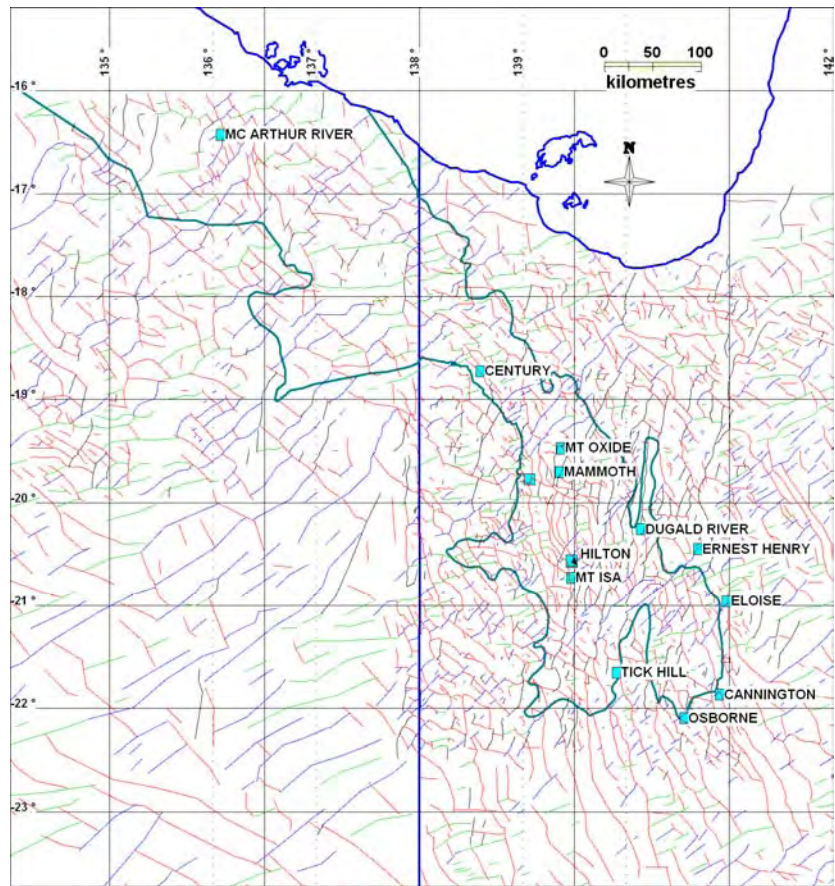 135 °
136 °
137 °
138 °
139 °
142 °
0 50 100
kilometres
-16 °
MC ARTHUR RIVER
N
-17 °
-18 °
CENTURY
-19 °
MT OXIDE
MAMMOTH
-20 °
DUGALD RIVER
ERNEST HENRY
HILTON
MT ISA
-21 °
ELOISE
TICK HILL
CANNINGTON
-22 °
OSBORNE
-23 °